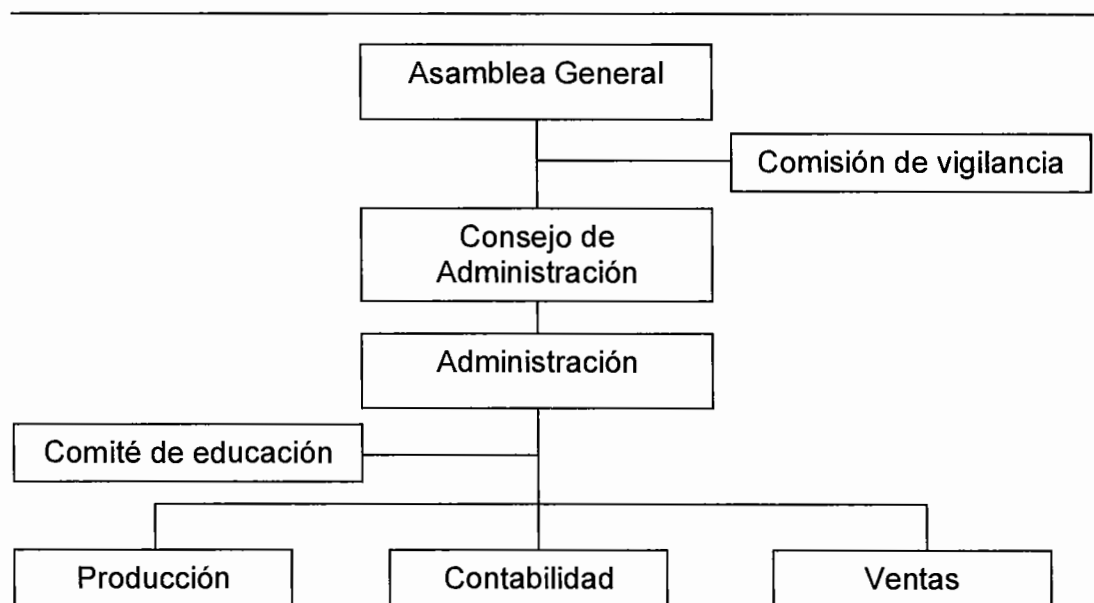 Asamblea General
Comisión de vigilancia
Consejo de
Administración
Administración
Comité de educación
Producción
Contabilidad
Ventas